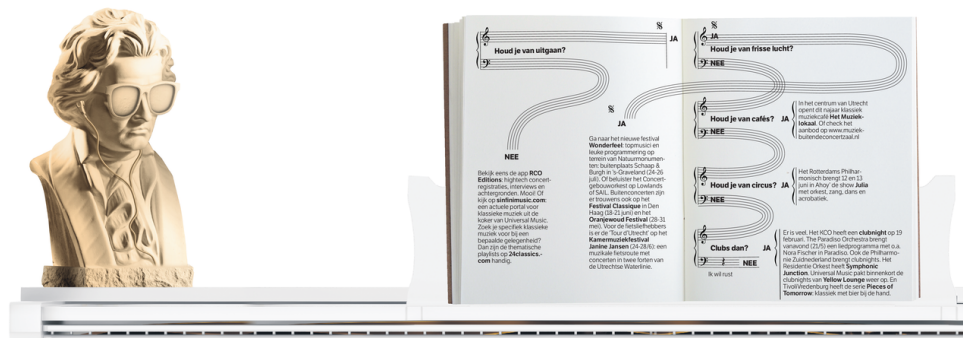 Houd je van uitgaan?
JA
NEE
Bekijk eens de app RCO
Editions: hightech concert-
registraties, interviews en
achtergronden. Mooi! Of
kijk op sinfinimusic.com:
een actuele portal voor
klassieke muziek uit de
koker van Universal Music.
Zoek je specifiek klassieke
muziek voor bij een
bepaalde gelegenheid?
Dan zijn de thematische
playlists op 24classics.-
com handig.
JA
Ga naar het nieuwe festival
Wonderfeel: topmusici en
leuke programmering op
terrein van Natuurmonumen-
ten: buitenplaats Schaap &
Burgh in 's-Graveland (24-26
juli). Of beluister het Concert-
gebouworkest op Lowlands
of SAIL. Buitenconcerten zijn
er trouwens ook op het
Festival Classique in Den
Haag (18-21 juni) en het
Oranjewoud Festival (28-31
mei). Voor de fietsliefhebbers
is er de 'Tour d'Utrecht' op het
Kamermuziekfestival
Janine Jansen (24-28/6): een
muzikale fietsroute met
concerten in twee forten van
de Utrechtse Waterlinie.
JA
Houd je van frisse lucht?
NEE
Houd je van cafés? JA
NEE
In het centrum van Utrecht
opent dit najaar klassiek
muziekcafé Het Muziek-
lokaal. Of check het
aanbod op www.muziek-
buitendeconcertzaal.nl
Houd je van circus? JA
NEE
Het Rotterdams Philhar-
monisch brengt 12 en 13
juni in Ahoy' de show Julia
met orkest, zang, dans en
acrobatiek.
Clubs dan? JA
NEE
Ik wil rust
Er is veel. Het KCO heeft een clubnight op 19
februari. The Paradiso Orchestra brengt
vanavond (21/5) een liedprogramma met o.a.
Nora Fischer in Paradiso. Ook de Philharmo-
nie Zuidnederland brengt clubnights. Het
Residentie Orkest heeft Symphonic
Junction. Universal Music pakt binnenkort de
clubnights van Yellow Lounge weer op. En
TivoliVredenburg heeft de serie Pieces of
Tomorrow: klassiek met bier bij de hand.